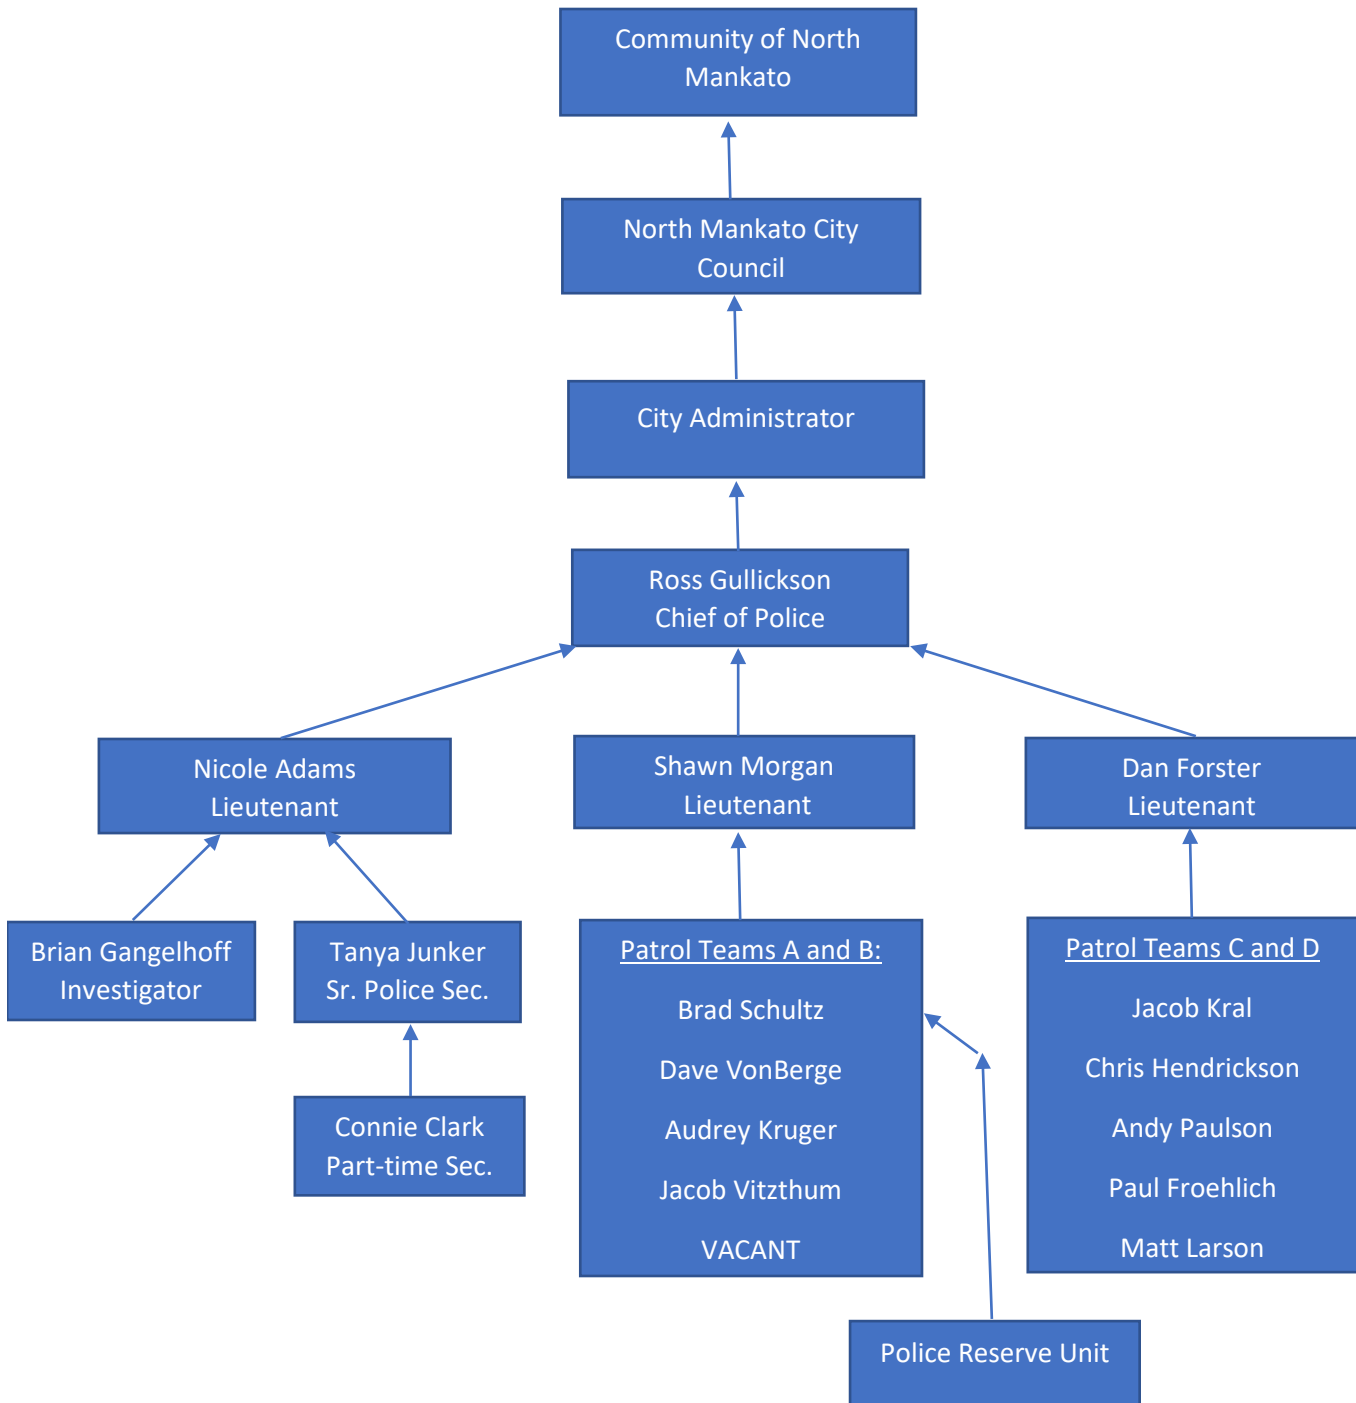 Community of North
Mankato
North Mankato City
Council
City Administrator
Ross Gullickson
Chief of Police
Nicole Adams
Lieutenant
Shawn Morgan
Lieutenant
Dan Forster
Lieutenant
Brian Gangelhoff
Investigator
Tanya Junker
Sr. Police Sec.
Connie Clark
Part-time Sec.
Patrol Teams A and B:
Brad Schultz
Dave VonBerge
Audrey Kruger
Jacob Vitzthum
VACANT
Patrol Teams C and D
Jacob Kral
Chris Hendrickson
Andy Paulson
Paul Froehlich
Matt Larson
Police Reserve Unit